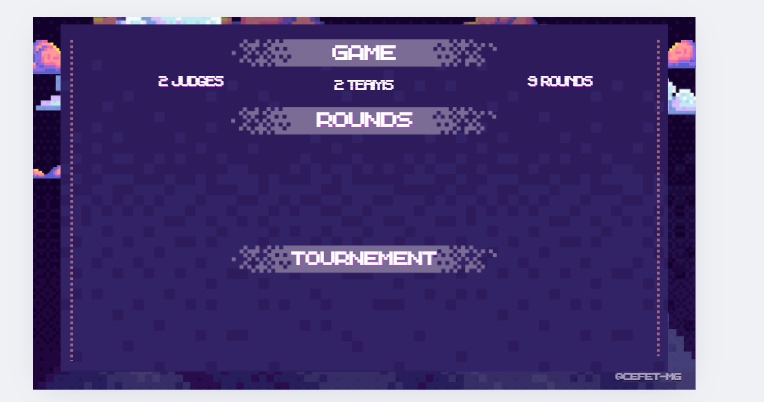 GAME
2 JUDGES
2 TEAMS
9 ROUNDS
ROUNDS
TOURNEMENT
@CEFET-MG